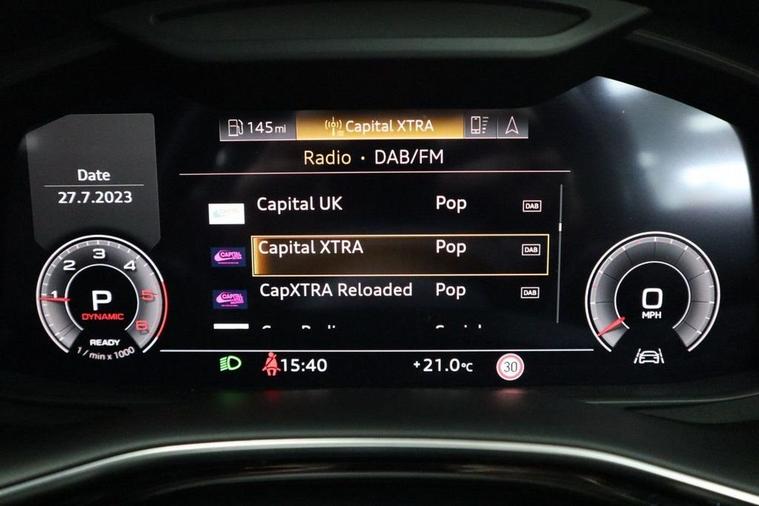 145 mi Capital XTRA
Radio · DAB/FM
Date
27.7.2023
Capital UK Pop DAB
Capital XTRA Pop DAB
CapXTRA Reloaded Pop DAB
1 2 3 4 5 6
P
DYNAMIC
READY
1 / min x 1000
0
MPH
15:40 +21.0°C 30